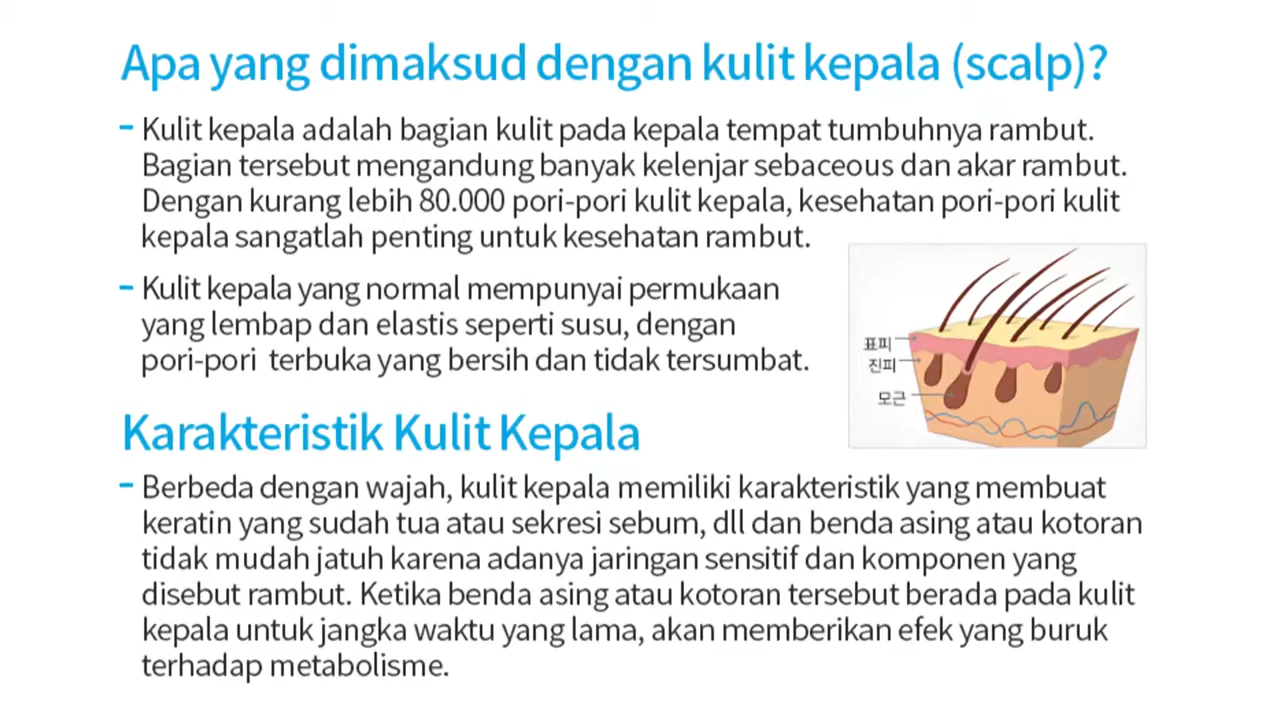 Apa yang dimaksud dengan kulit kepala (scalp)?
- Kulit kepala adalah bagian kulit pada kepala tempat tumbuhnya rambut.
Bagian tersebut mengandung banyak kelenjar sebaceous dan akar rambut.
Dengan kurang lebih 80.000 pori-pori kulit kepala, kesehatan pori-pori kulit
kepala sangatlah penting untuk kesehatan rambut.
- Kulit kepala yang normal mempunyai permukaan
yang lembap dan elastis seperti susu, dengan
pori-pori terbuka yang bersih dan tidak tersumbat.
표피
진피
모근
Karakteristik Kulit Kepala
- Berbeda dengan wajah, kulit kepala memiliki karakteristik yang membuat
keratin yang sudah tua atau sekresi sebum, dll dan benda asing atau kotoran
tidak mudah jatuh karena adanya jaringan sensitif dan komponen yang
disebut rambut. Ketika benda asing atau kotoran tersebut berada pada kulit
kepala untuk jangka waktu yang lama, akan memberikan efek yang buruk
terhadap metabolisme.